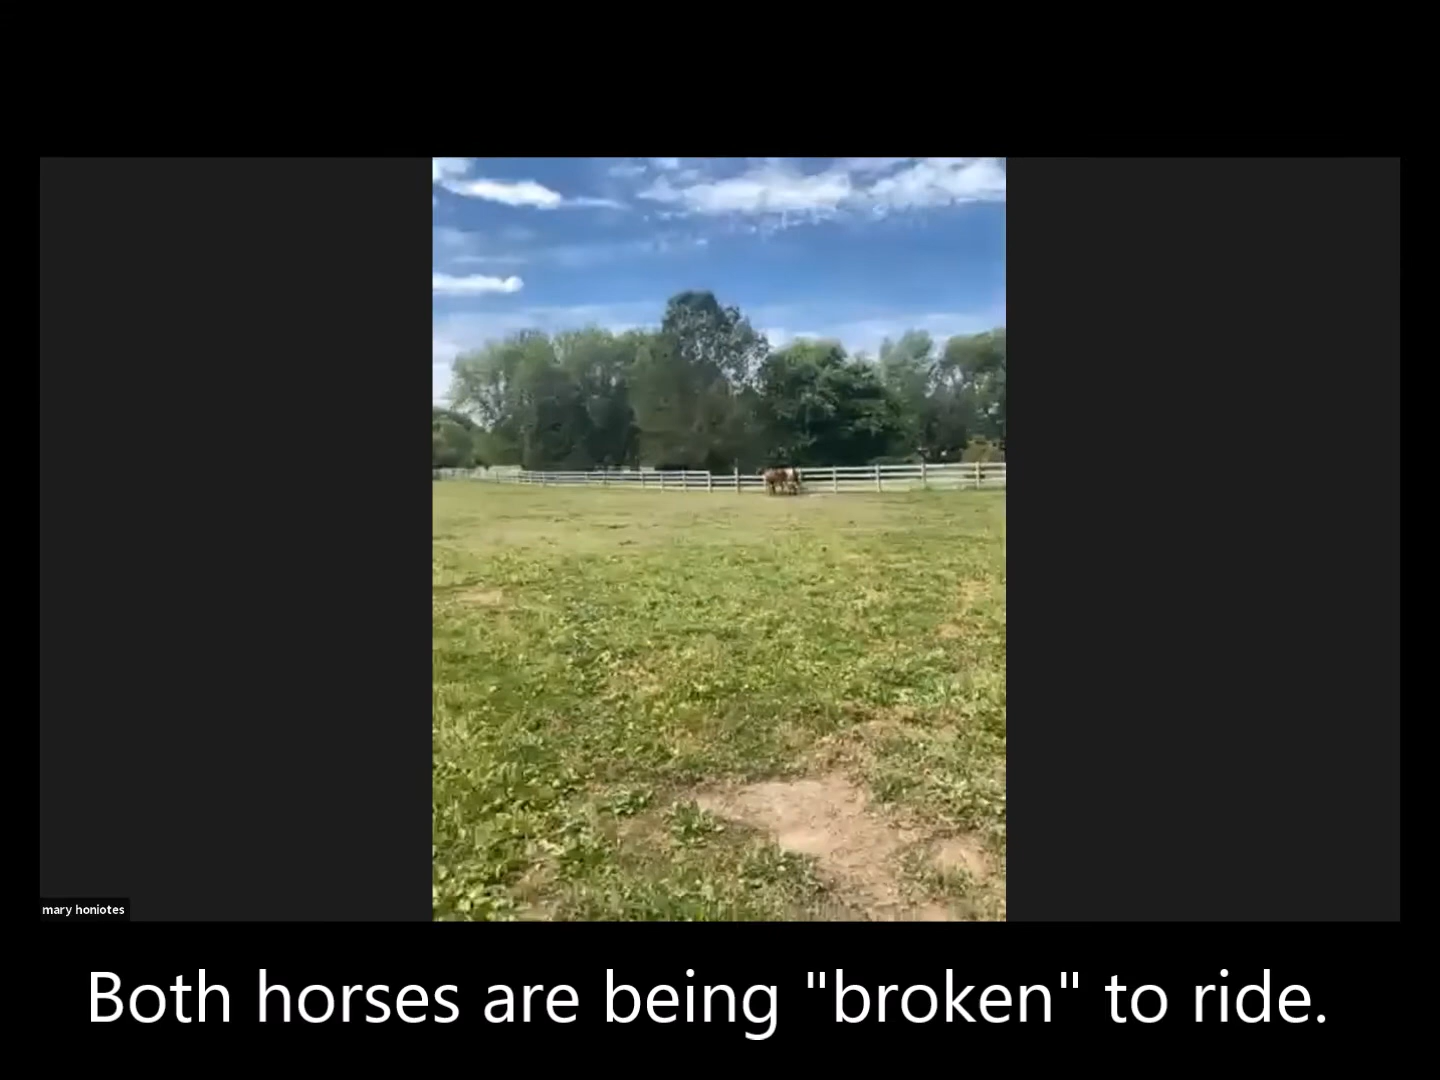 mary honiotes
Both horses are being "broken" to ride.